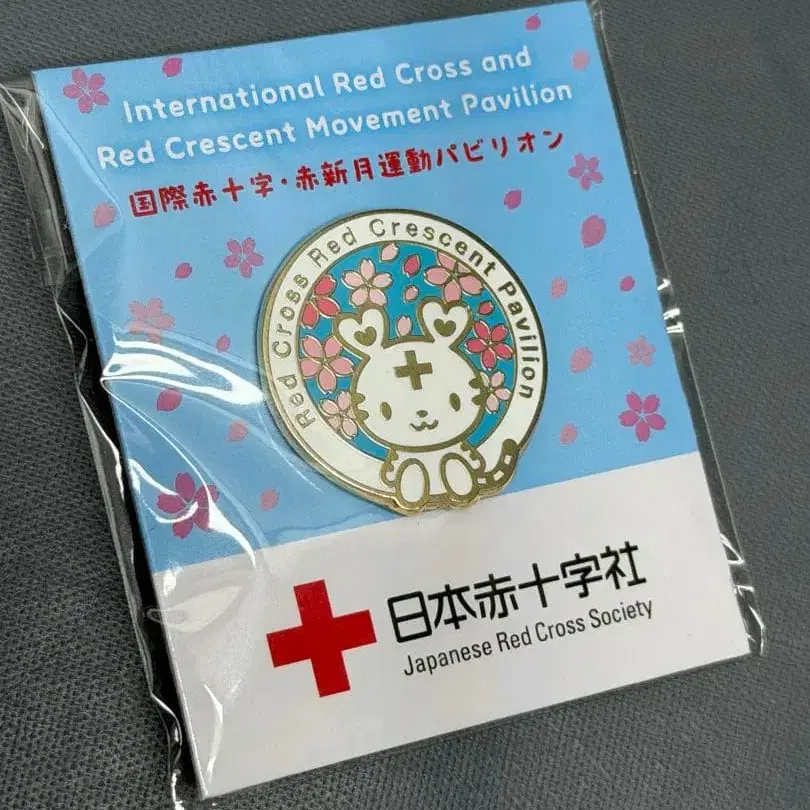 International Red Cross and
Red Crescent Movement Pavilion
国際赤十字・赤新月運動パビリオン
Red Cross Red Crescent Pavilion
日本赤十字社
Japanese Red Cross Society